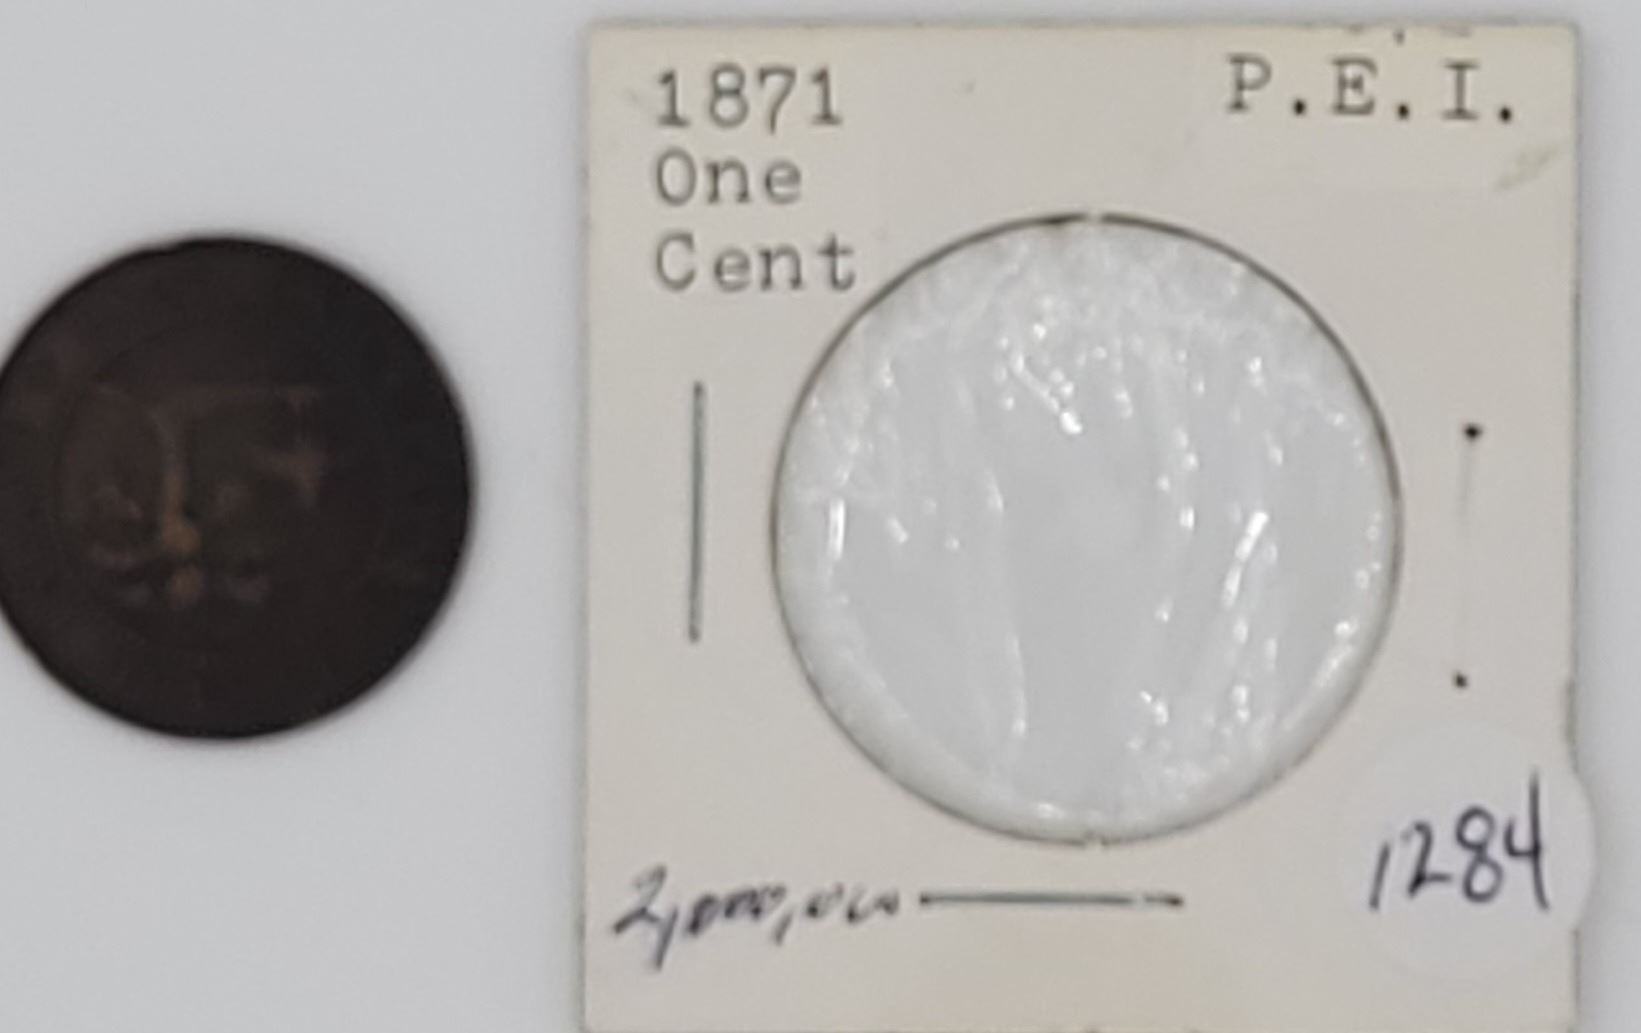 1871 P.E.I.
One
Cent
2,000,000
1284